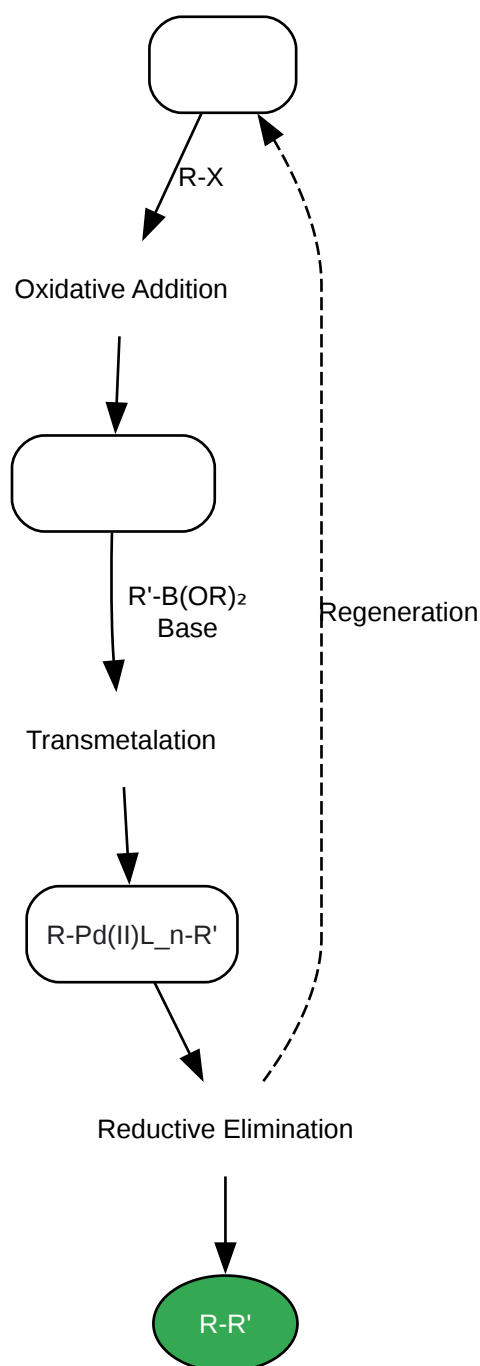 R-X
Oxidative Addition
R'-B(OR)₂
Base
Regeneration
Transmetalation
R-Pd(II)L_n-R'
Reductive Elimination
R-R'